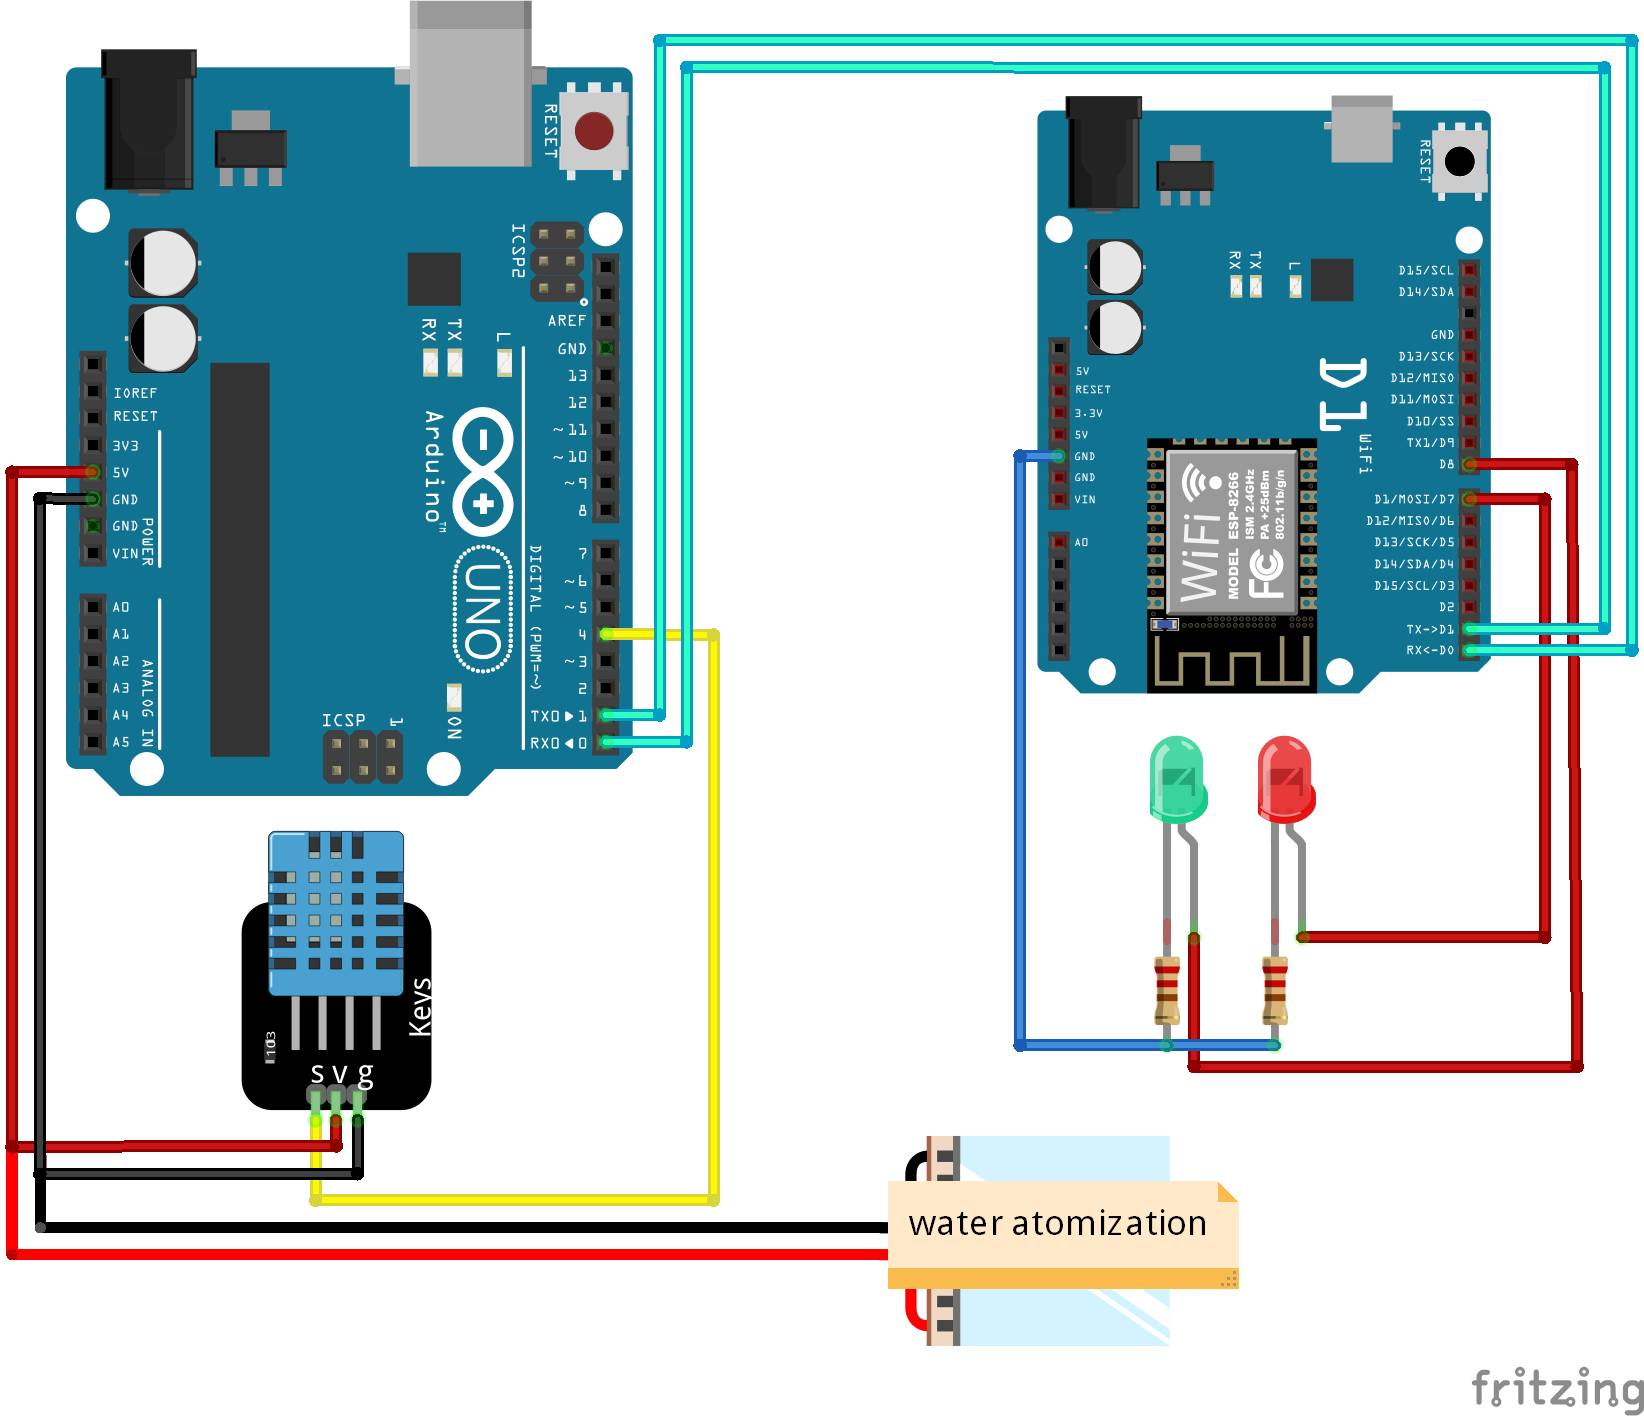 RESET
ICSP2
AREF
GND
13
12
~11
~10
~9
8
7
~6
~5
4
~3
2
TX0▶1
RX0◀0
RX
TX
L
IOREF
RESET
3V3
5V
GND
GND
VIN
POWER
A0
A1
A2
A3
A4
A5
ANALOG IN
Arduino™
UNO
DIGITAL (PWM=~)
ICSP
1
ON
RESET
RX
TX
L
D15/SCL
D14/SDA
GND
D13/SCK
D12/MISO
D11/MOSI
D10/SS
TX1/D9
D8
D1/MOSI/D7
D12/MISO/D6
D13/SCK/D5
D14/SDA/D4
D15/SCL/D3
D2
TX->D1
RX<-D0
5V
RESET
3.3V
5V
GND
GND
VIN
A0
D1
WiFi
WiFi
MODEL ESP-8266
ISM 2.4GHz
PA +25dBm
802.11b/g/n
FC
Keys
103
s v g
water atomization
fritzing